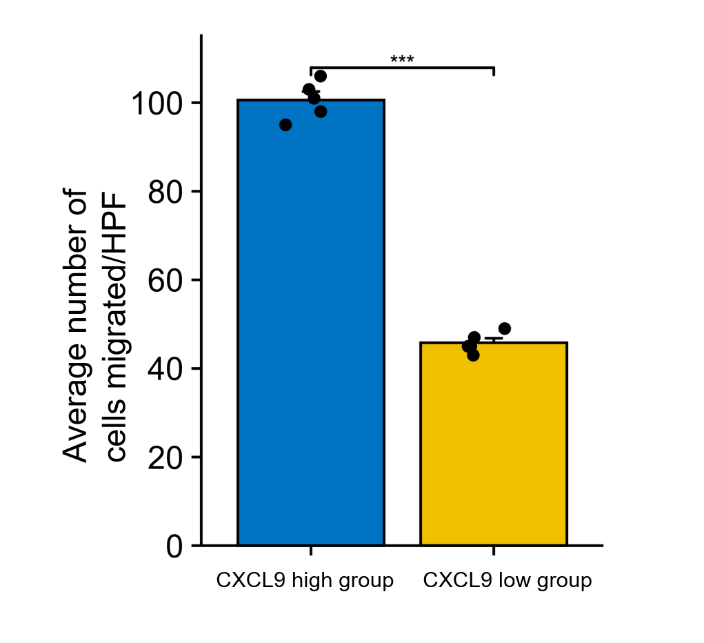 ***
100
80
60
40
20
0
Average number of
cells migrated/HPF
CXCL9 high group
CXCL9 low group